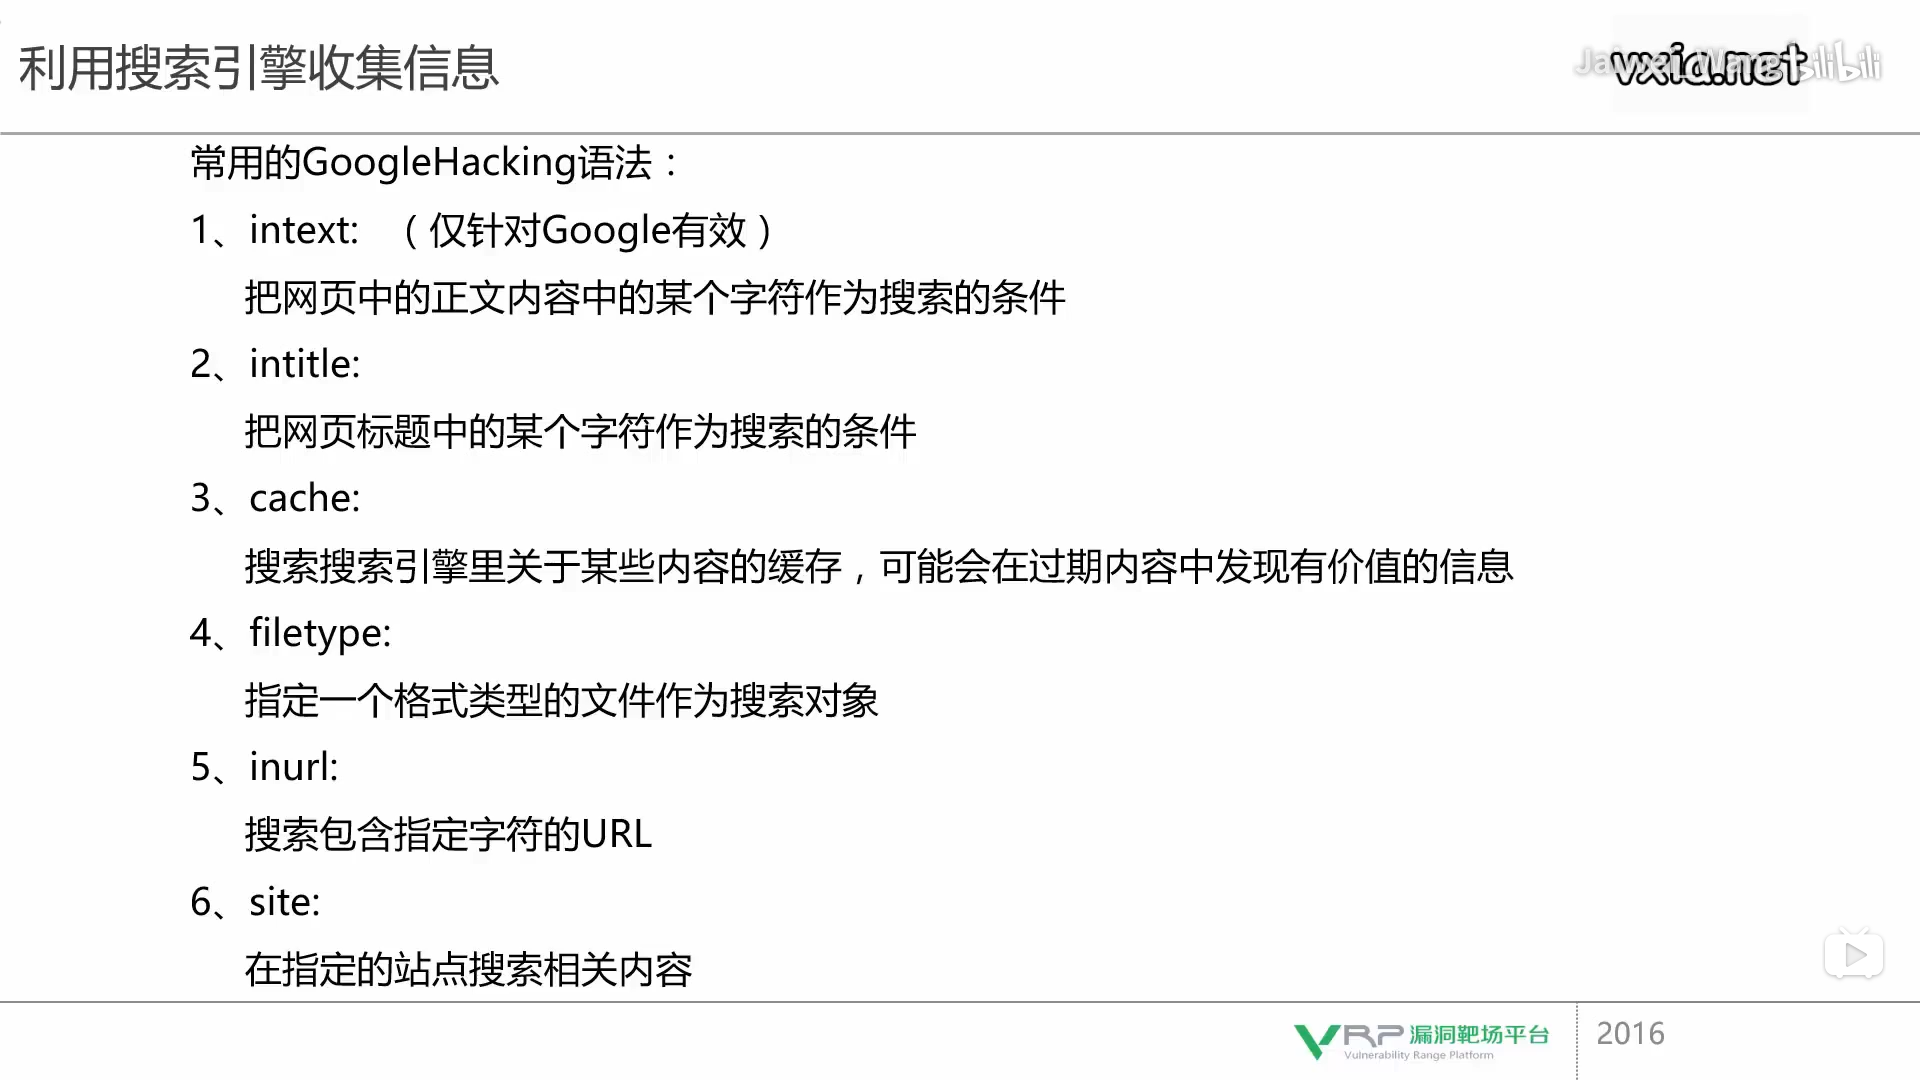 利用搜索引擎收集信息
vxia.net
bilibili
常用的GoogleHacking语法：
1、intext: （仅针对Google有效）
把网页中的正文内容中的某个字符作为搜索的条件
2、intitle:
把网页标题中的某个字符作为搜索的条件
3、cache:
搜索搜索引擎里关于某些内容的缓存，可能会在过期内容中发现有价值的信息
4、filetype:
指定一个格式类型的文件作为搜索对象
5、inurl:
搜索包含指定字符的URL
6、site:
在指定的站点搜索相关内容
VRP 漏洞靶场平台
Vulnerability Range Platform
2016